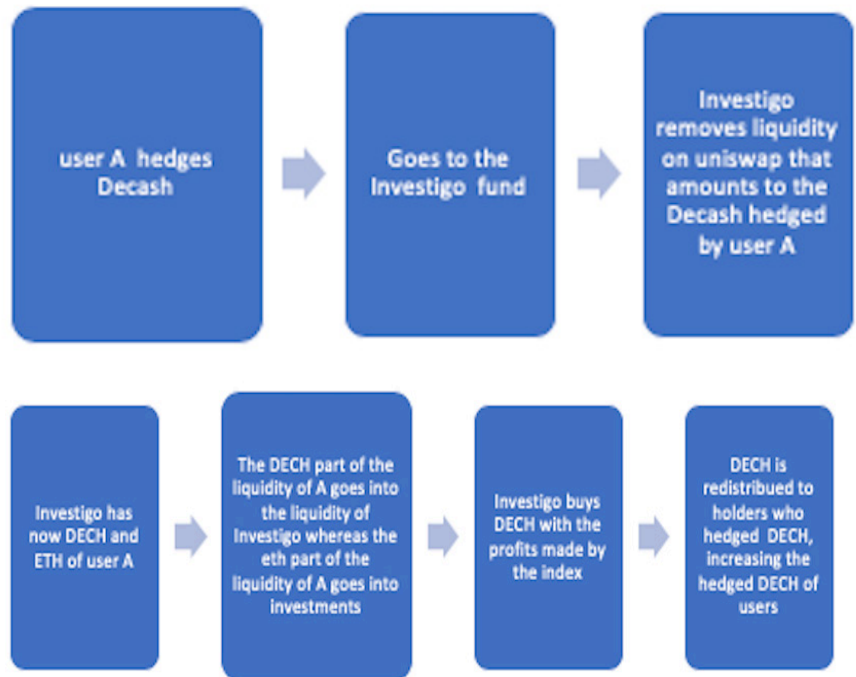 user A hedges
Decash
Goes to the
Investigo fund
Investigo
removes liquidity
on uniswap that
amounts to the
Decash hedged
by user A
Investigo has
now DECH and
ETH of user A
The DECH part of the
liquidity of A goes into
the liquidity of
Investigo whereas the
eth part of the
liquidity of A goes into
investments
Investigo buys
DECH with the
profits made by
the index
DECH is
redistribued to
holders who
hedged DECH,
increasing the
hedged DECH of
users